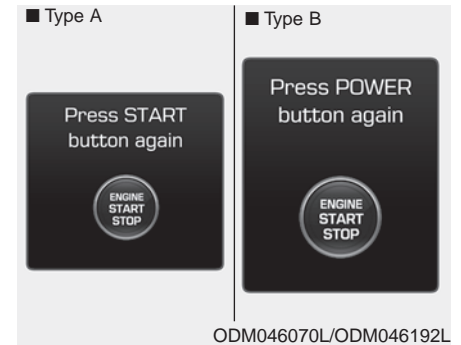 ■ Type A
Press START
button again
ENGINE
START
STOP
■ Type B
Press POWER
button again
ENGINE
START
STOP
ODM046070L/ODM046192L